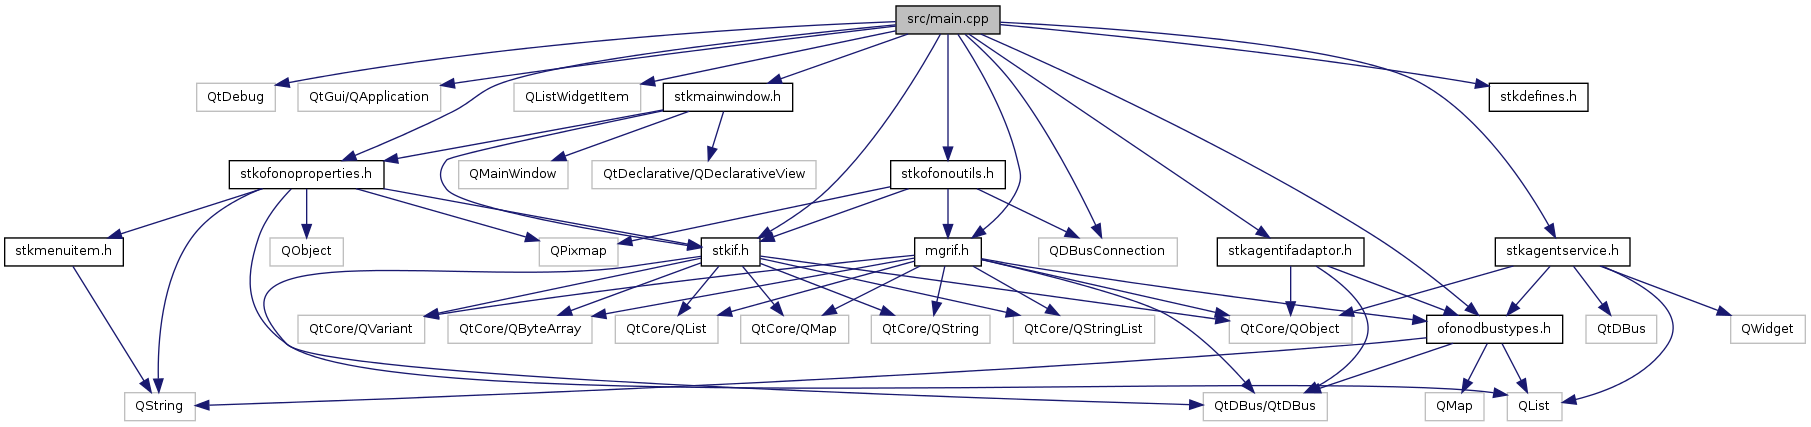 src/main.cpp
QtDebug
QtGui/QApplication
QListWidgetItem
stkmainwindow.h
stkdefines.h
stkofonoproperties.h
QMainWindow
QtDeclarative/QDeclarativeView
stkofonoutils.h
stkmenuitem.h
QObject
QPixmap
stkif.h
mgrif.h
QDBusConnection
stkagentifadaptor.h
stkagentservice.h
QtCore/QVariant
QtCore/QByteArray
QtCore/QList
QtCore/QMap
QtCore/QString
QtCore/QStringList
QtCore/QObject
ofonodbustypes.h
QtDBus
QWidget
QString
QtDBus/QtDBus
QMap
QList